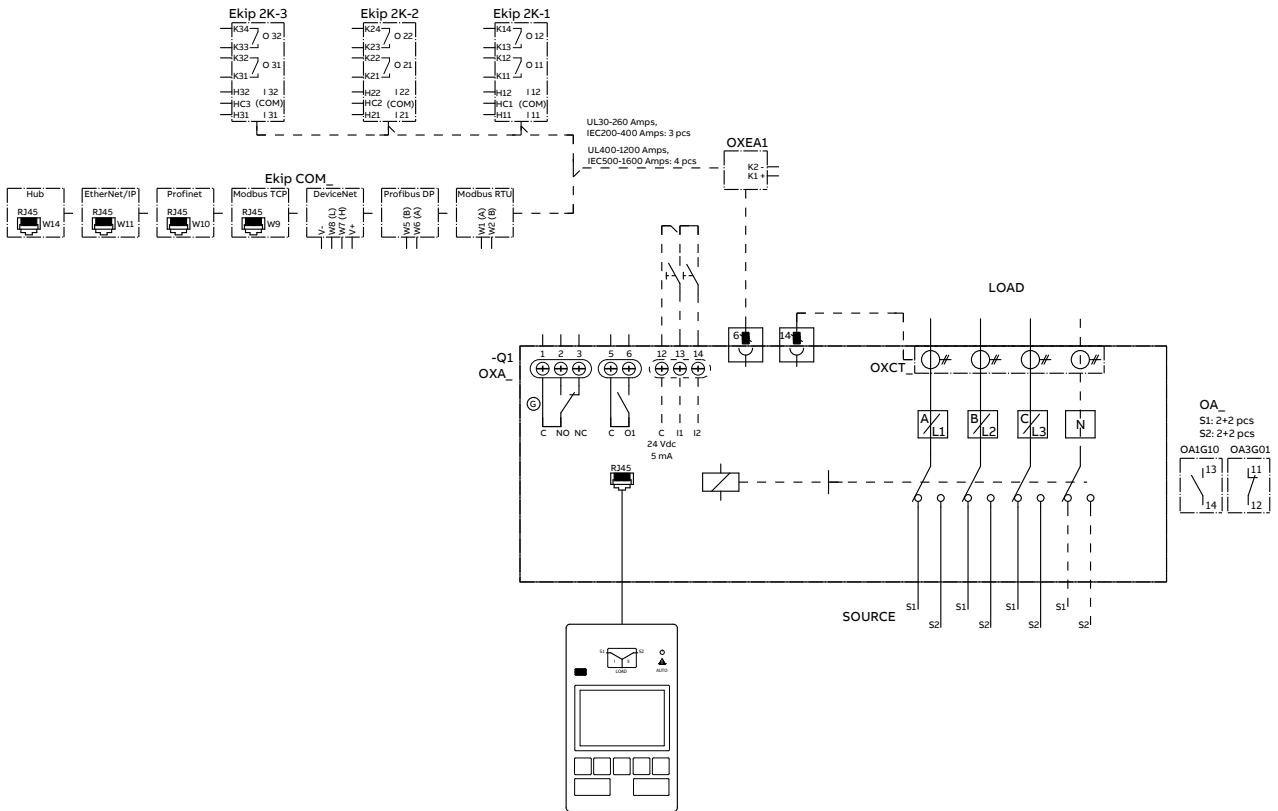 Ekip 2K-3 Ekip 2K-2 Ekip 2K-1
K34 O 32 K24 O 22 K14 O 12
K33 K23 K13
K32 O 31 K22 O 21 K12 O 11
K31 K21 K11
H32 I 32 H22 I 22 H12 I 12
HC3 (COM) HC2 (COM) HC1 (COM)
H31 I 31 H21 I 21 H11 I 11
UL30-260 Amps,
IEC200-400 Amps: 3 pcs
UL400-1200 Amps,
IEC500-1600 Amps: 4 pcs
OXEA1
K2 -
K1 +
Ekip COM_
Hub EtherNet/IP Profinet Modbus TCP DeviceNet Profibus DP Modbus RTU
RJ45 RJ45 RJ45 RJ45
W14 W11 W10 W9
V- W8 (L) W7 (H) V+
W5 (B) W6 (A)
W1 (A) W2 (B)
LOAD
6 14
-Q1 1 2 3 5 6 12 13 14
OXA_ OXCT_
G
C NO NC C O1 C I1 I2
24 Vdc
5 mA
RJ45
A L1 B L2 C L3 N
OA_
S1: 2+2 pcs
S2: 2+2 pcs
OA1G10 OA3G01
13 11
14 12
SOURCE
S1 S1 S1 S1
S2 S2 S2 S2
S1 S2
I II
LOAD
AUTO